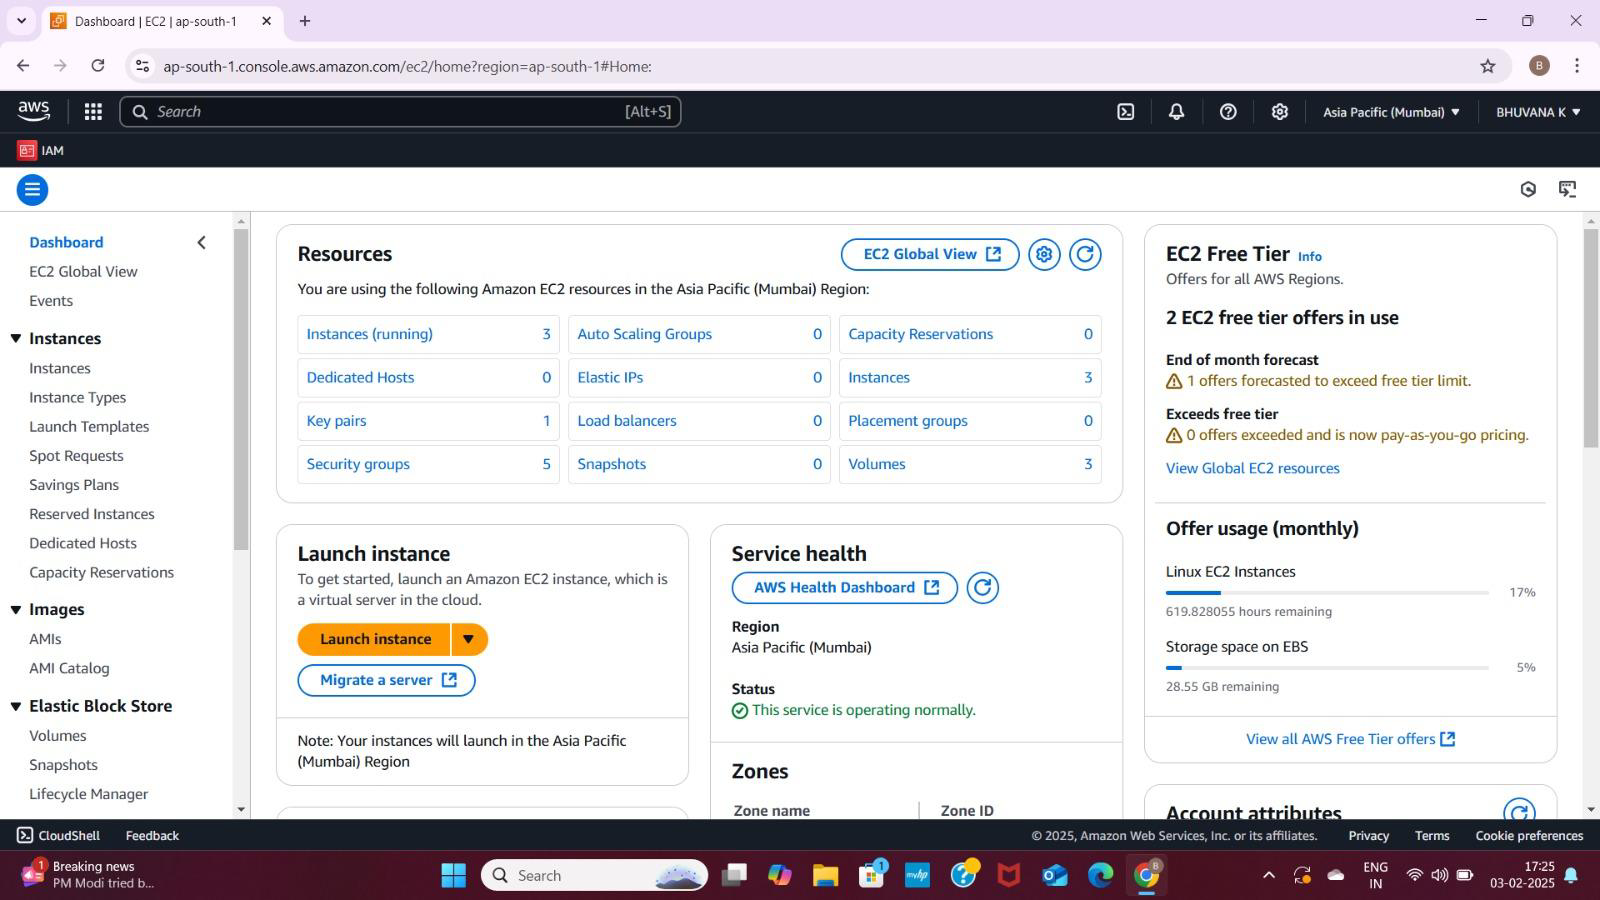 Dashboard | EC2 | ap-south-1
ap-south-1.console.aws.amazon.com/ec2/home?region=ap-south-1#Home:
B
aws
Search
[Alt+S]
Asia Pacific (Mumbai)
BHUVANA K
IAM
Dashboard
EC2 Global View
Events
Instances
Instances
Instance Types
Launch Templates
Spot Requests
Savings Plans
Reserved Instances
Dedicated Hosts
Capacity Reservations
Images
AMIs
AMI Catalog
Elastic Block Store
Volumes
Snapshots
Lifecycle Manager
Resources
EC2 Global View
You are using the following Amazon EC2 resources in the Asia Pacific (Mumbai) Region:
Instances (running) 3
Auto Scaling Groups 0
Capacity Reservations 0
Dedicated Hosts 0
Elastic IPs 0
Instances 3
Key pairs 1
Load balancers 0
Placement groups 0
Security groups 5
Snapshots 0
Volumes 3
Launch instance
To get started, launch an Amazon EC2 instance, which is
a virtual server in the cloud.
Launch instance
Migrate a server
Note: Your instances will launch in the Asia Pacific
(Mumbai) Region
Service health
AWS Health Dashboard
Region
Asia Pacific (Mumbai)
Status
This service is operating normally.
Zones
Zone name
Zone ID
EC2 Free Tier Info
Offers for all AWS Regions.
2 EC2 free tier offers in use
End of month forecast
1 offers forecasted to exceed free tier limit.
Exceeds free tier
0 offers exceeded and is now pay-as-you-go pricing.
View Global EC2 resources
Offer usage (monthly)
Linux EC2 Instances
17%
619.828055 hours remaining
Storage space on EBS
5%
28.55 GB remaining
View all AWS Free Tier offers
Account attributes
CloudShell
Feedback
© 2025, Amazon Web Services, Inc. or its affiliates.
Privacy
Terms
Cookie preferences
1
Breaking news
PM Modi tried b...
Search
1
myhp
B
ENG
IN
17:25
03-02-2025